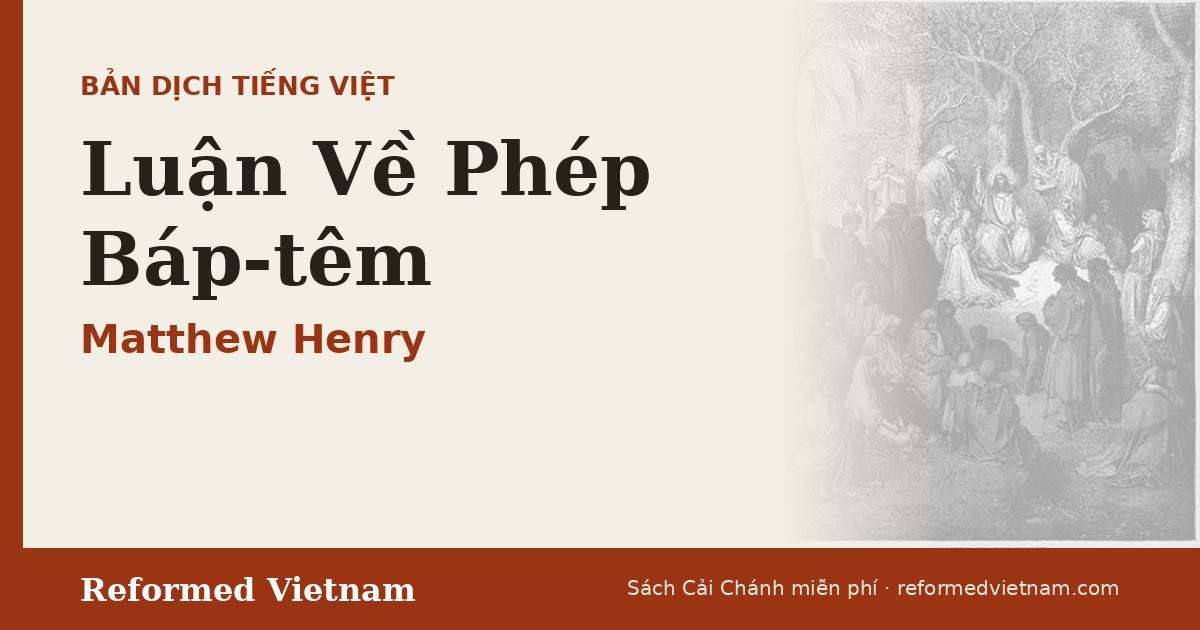 BẢN DỊCH TIẾNG VIỆT
Luận Về Phép
Báp-têm
Matthew Henry
Reformed Vietnam
Sách Cải Chánh miễn phí · reformedvietnam.com